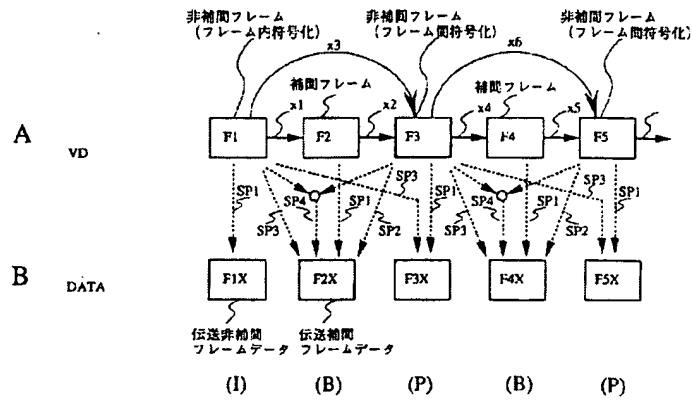 非補間フレーム
(フレーム内符号化)
非補間フレーム
(フレーム間符号化)
非補間フレーム
(フレーム間符号化)
x3
x6
補間フレーム
補間フレーム
x1
x2
x4
x5
A
VD
F1
F2
F3
F4
F5
SP1
SP3
SP4
SP1
SP2
SP3
SP1
SP3
SP4
SP1
SP2
SP3
SP1
B
DATA
F1X
F2X
F3X
F4X
F5X
伝送非補間
フレームデータ
伝送補間
フレームデータ
(I)
(B)
(P)
(B)
(P)